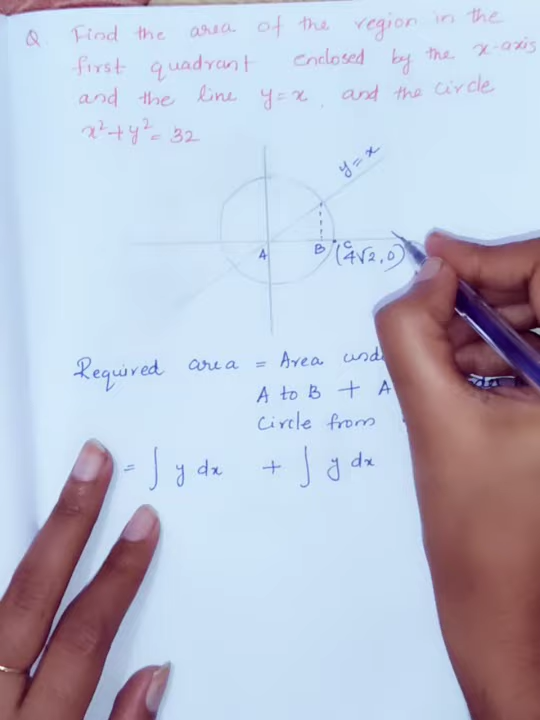 Q Find the area of the region in the
first quadrant enclosed by the x-axis
and the line y=x, and the circle
x²+y²=32
y=x
A B C
(4√2,0)
Required area = Area
A to B + A
Circle from
= ∫ y dx + ∫ y dx